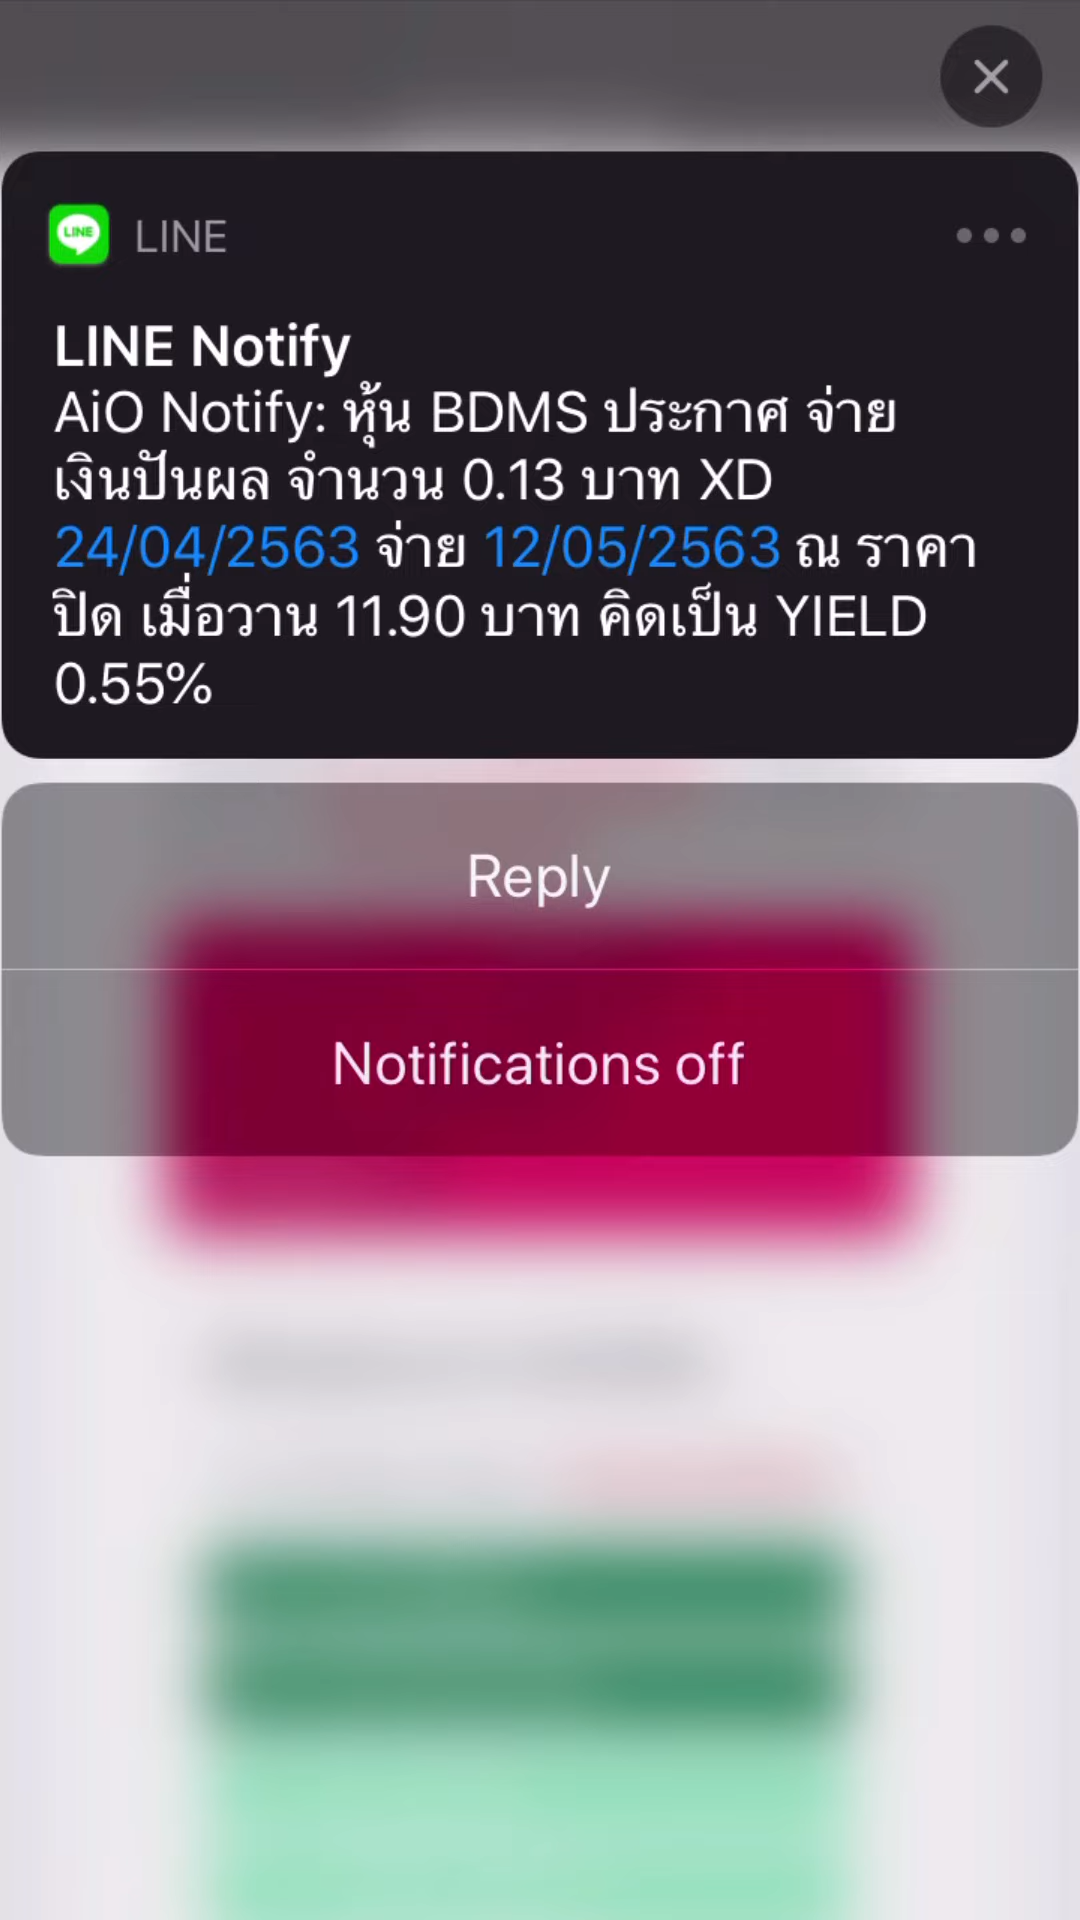 LINE
LINE
LINE Notify
AiO Notify: หุ้น BDMS ประกาศ จ่าย
เงินปันผล จำนวน 0.13 บาท XD
24/04/2563 จ่าย 12/05/2563 ณ ราคา
ปิด เมื่อวาน 11.90 บาท คิดเป็น YIELD
0.55%
Reply
Notifications off